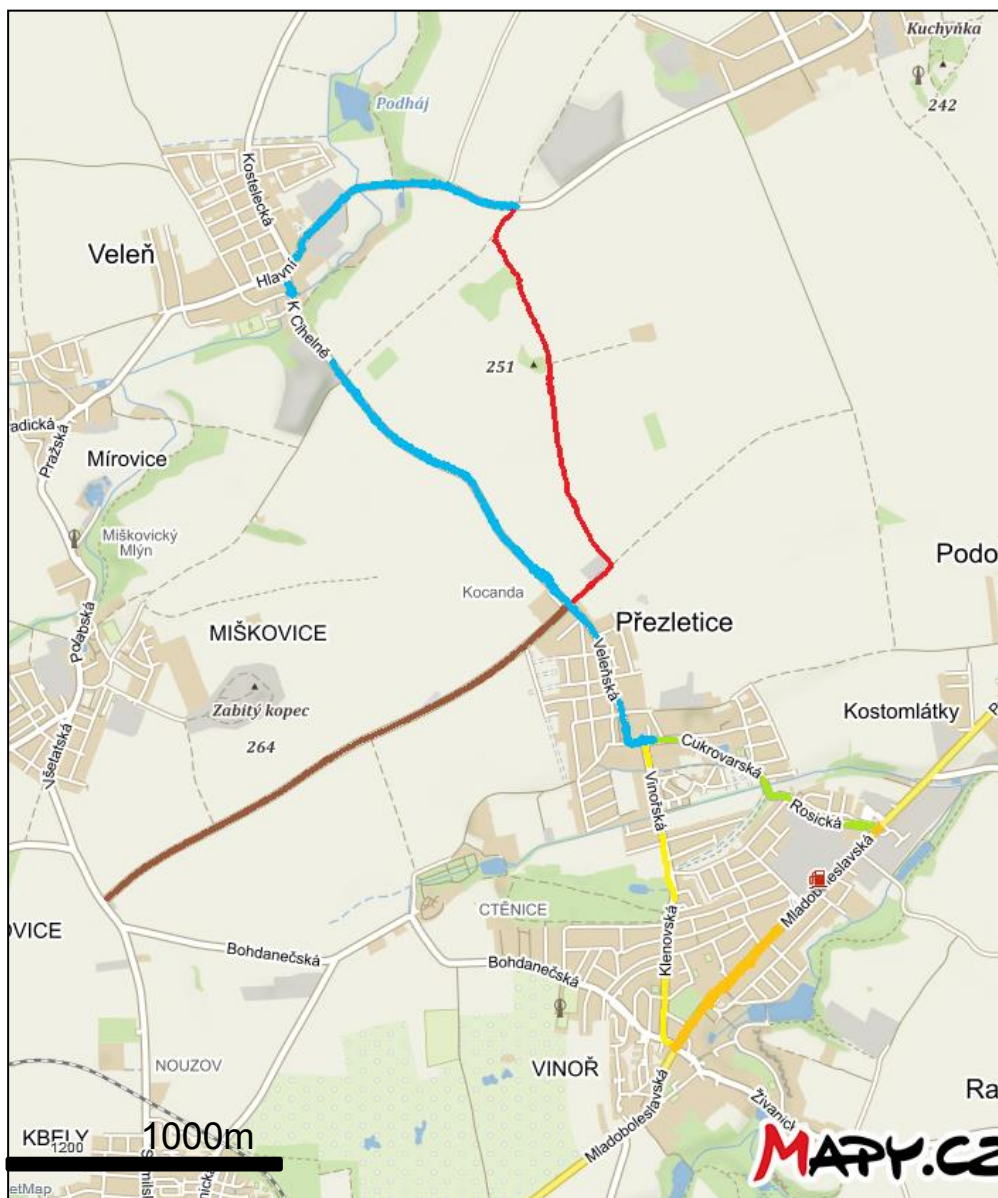 Kuchyňka
242
Podháj
Kostelecká
Veleň
Hlavní
K Cihelně
251
adická
Pražská
Mírovice
Miškovický
Mlýn
Podo
Kocanda
Polabská
MIŠKOVICE
Přezletice
Veleňská
Zabitý kopec
264
Všetatská
Kostomlátky
Cukrovarská
Vinořská
Rosická
Mladoboleslavská
CTĚNICE
OVICE
Klenovská
Bohdanečská
Bohdanečská
NOUZOV
VINOŘ
Mladoboleslavská
Živanick
Ra
KBELY
1200
1000m
MAPY.CZ
etMap